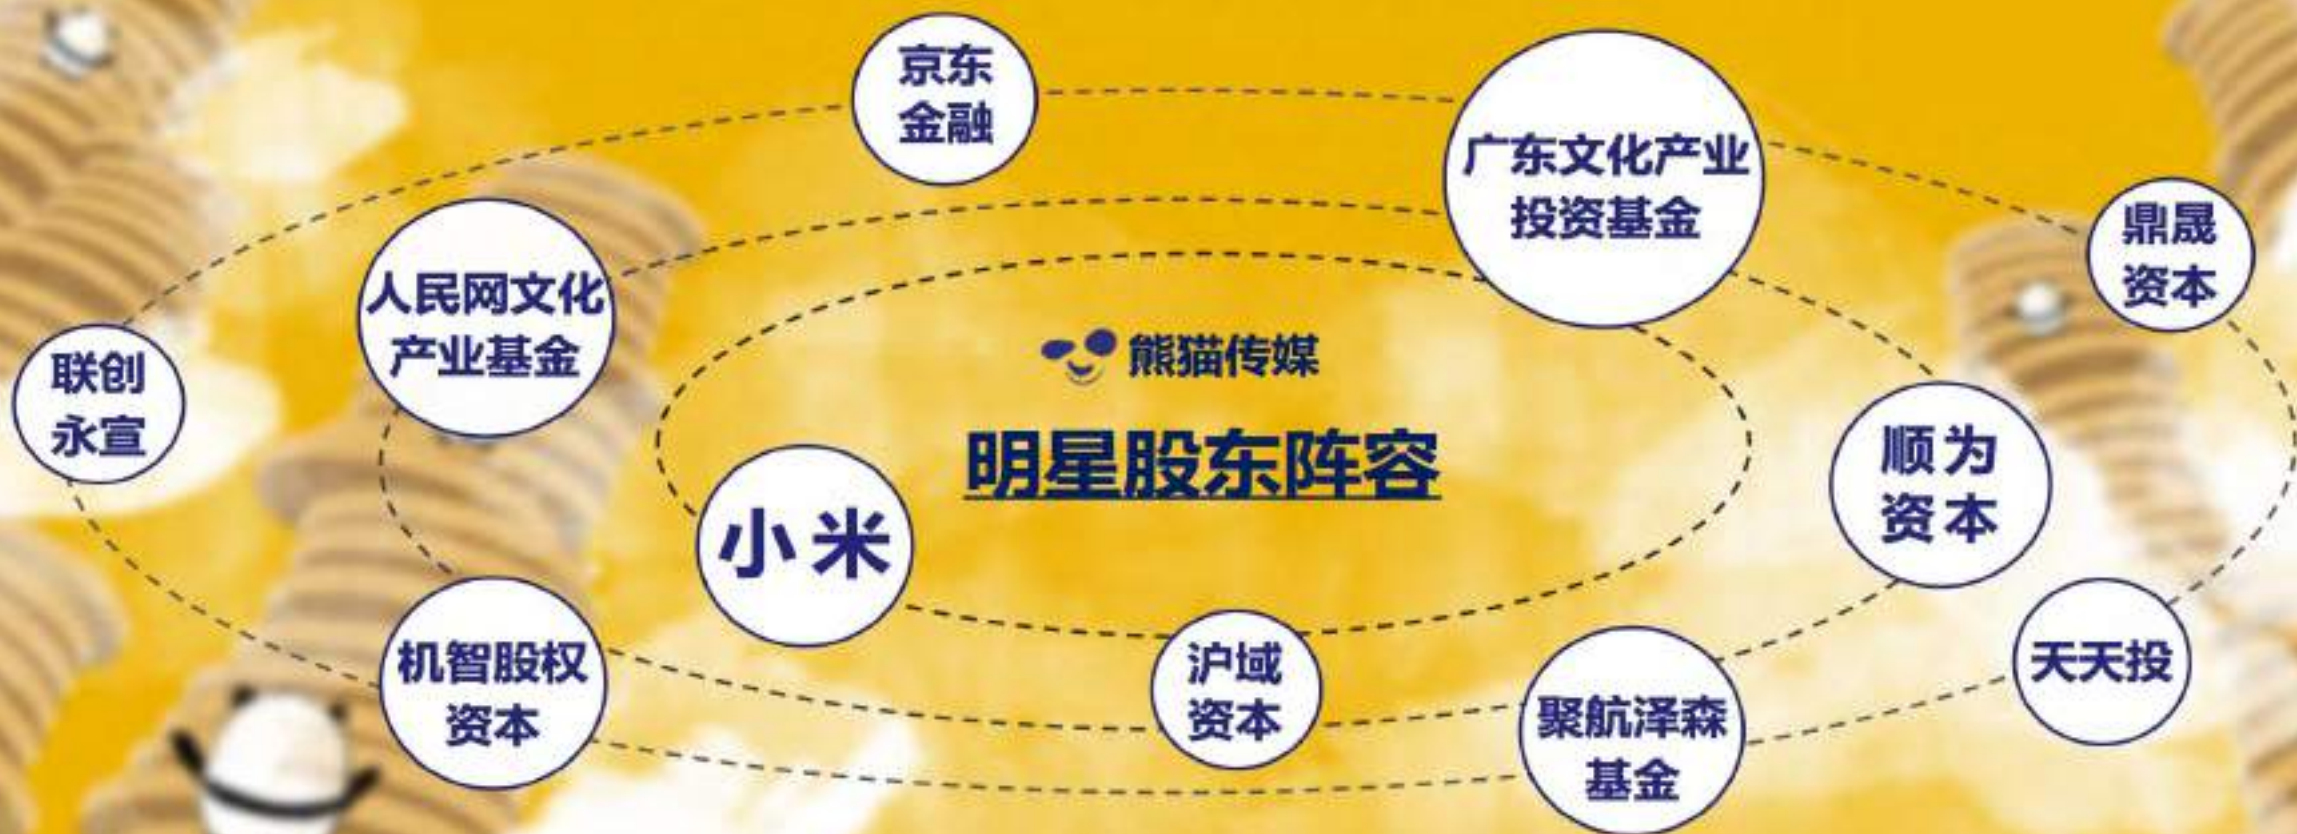 京东
金融
广东文化产业
投资基金
鼎晟
资本
人民网文化
产业基金
联创
永宣
熊猫传媒
明星股东阵容
顺为
资本
小米
机智股权
资本
沪域
资本
聚航泽森
基金
天天投